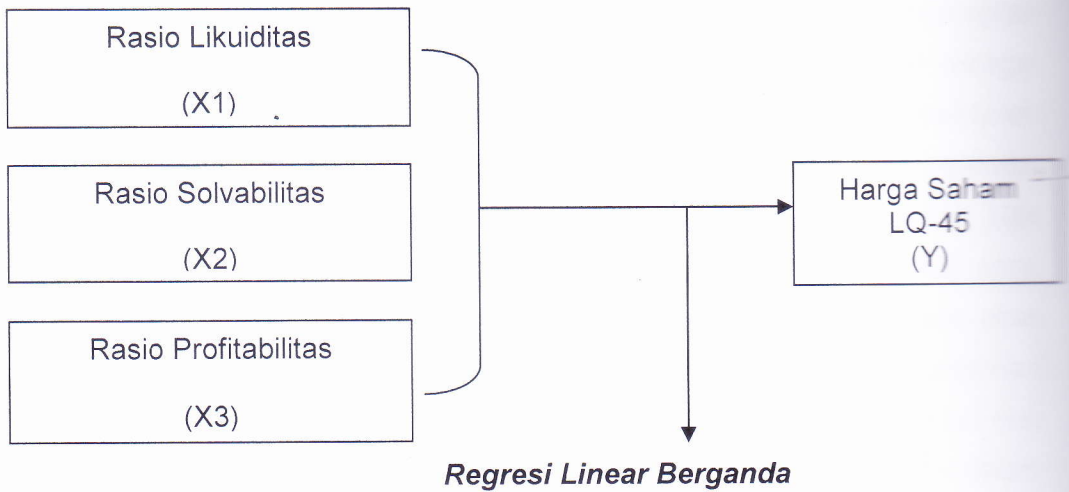 Rasio Likuiditas
(X1)
Rasio Solvabilitas
(X2)
Rasio Profitabilitas
(X3)
Harga Saham
LQ-45
(Y)
Regresi Linear Berganda